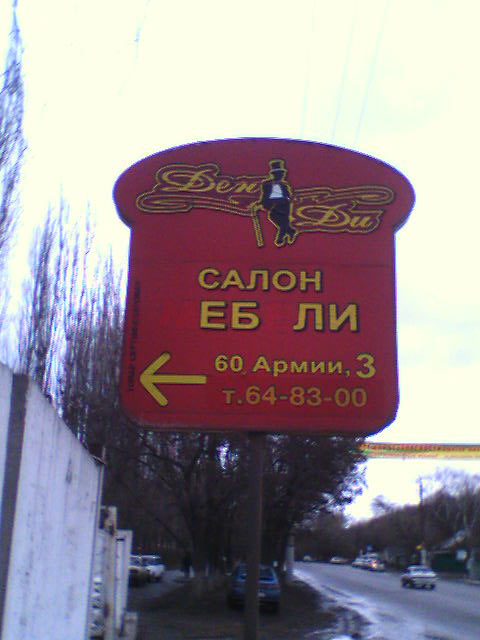 Ден Ди
САЛОН
ЕБ ЛИ
60 Армии, 3
т.64-83-00